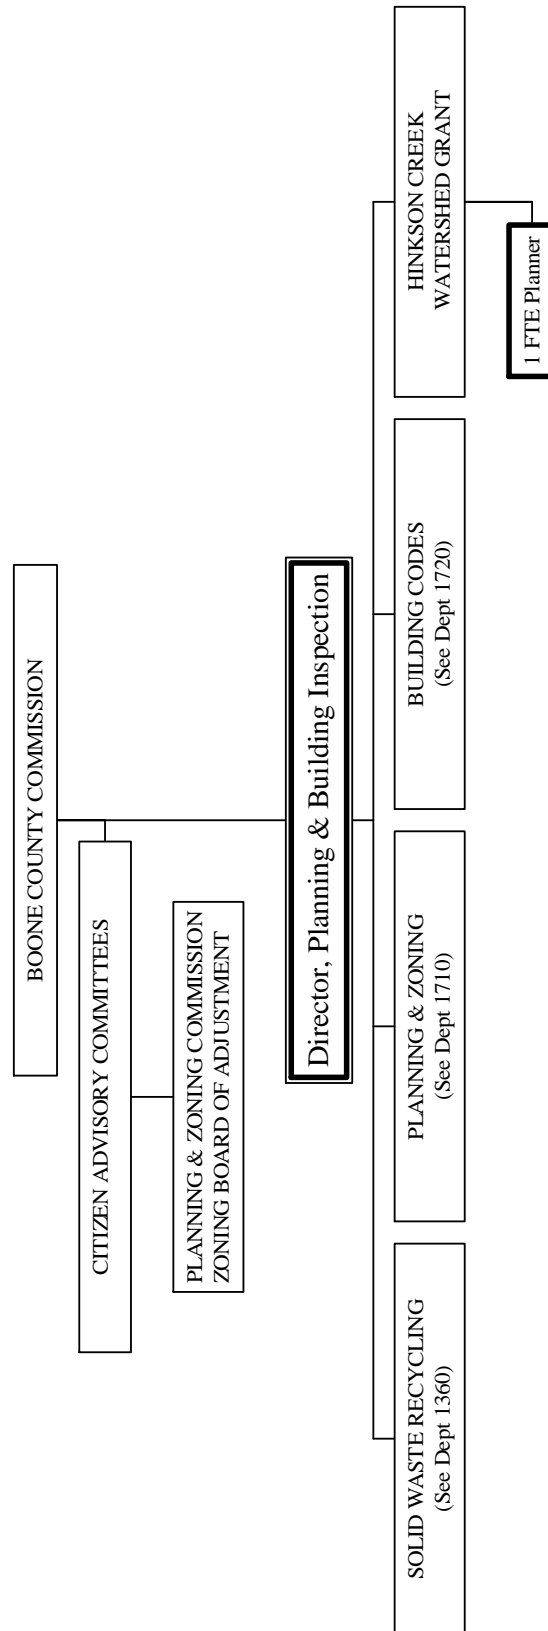 BOONE COUNTY COMMISSION
CITIZEN ADVISORY COMMITTEES
PLANNING & ZONING COMMISSION
ZONING BOARD OF ADJUSTMENT
Director, Planning & Building Inspection
SOLID WASTE RECYCLING
(See Dept 1360)
PLANNING & ZONING
(See Dept 1710)
BUILDING CODES
(See Dept 1720)
HINKSON CREEK
WATERSHED GRANT
1 FTE Planner